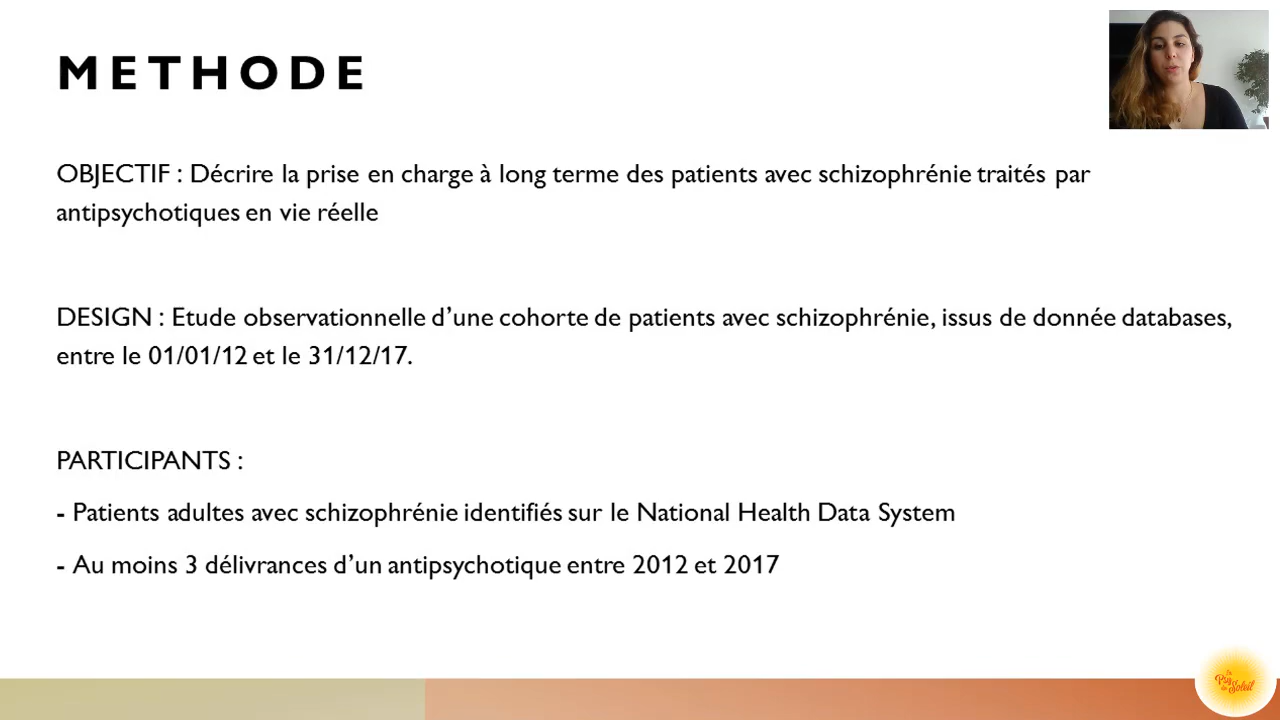 METHODE
OBJECTIF : Décrire la prise en charge à long terme des patients avec schizophrénie traités par
antipsychotiques en vie réelle
DESIGN : Etude observationnelle d’une cohorte de patients avec schizophrénie, issus de donnée databases,
entre le 01/01/12 et le 31/12/17.
PARTICIPANTS :
- Patients adultes avec schizophrénie identifiés sur le National Health Data System
- Au moins 3 délivrances d’un antipsychotique entre 2012 et 2017
Psy
Soleil